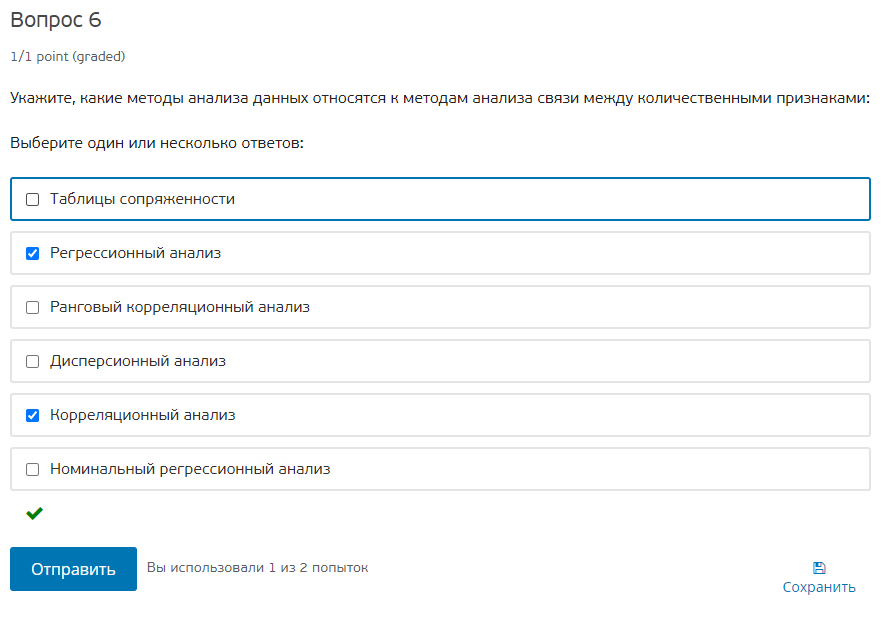 Вопрос 6
1/1 point (graded)
Укажите, какие методы анализа данных относятся к методам анализа связи между количественными признаками:
Выберите один или несколько ответов:
Таблицы сопряженности
Регрессионный анализ
Ранговый корреляционный анализ
Дисперсионный анализ
Корреляционный анализ
Номинальный регрессионный анализ
Отправить
Вы использовали 1 из 2 попыток
Сохранить